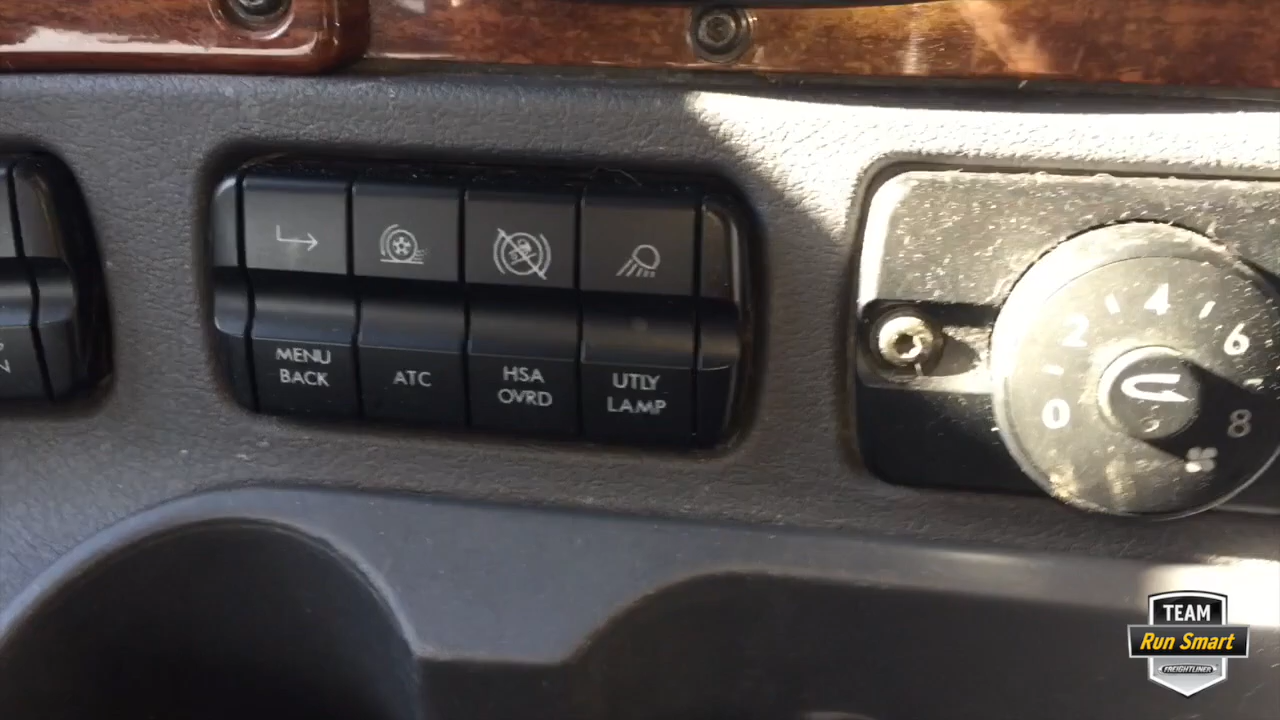 MENU
BACK
ATC
HSA
OVRD
UTLY
LAMP
0
2
4
6
8
N
TEAM
Run Smart
FREIGHTLINER